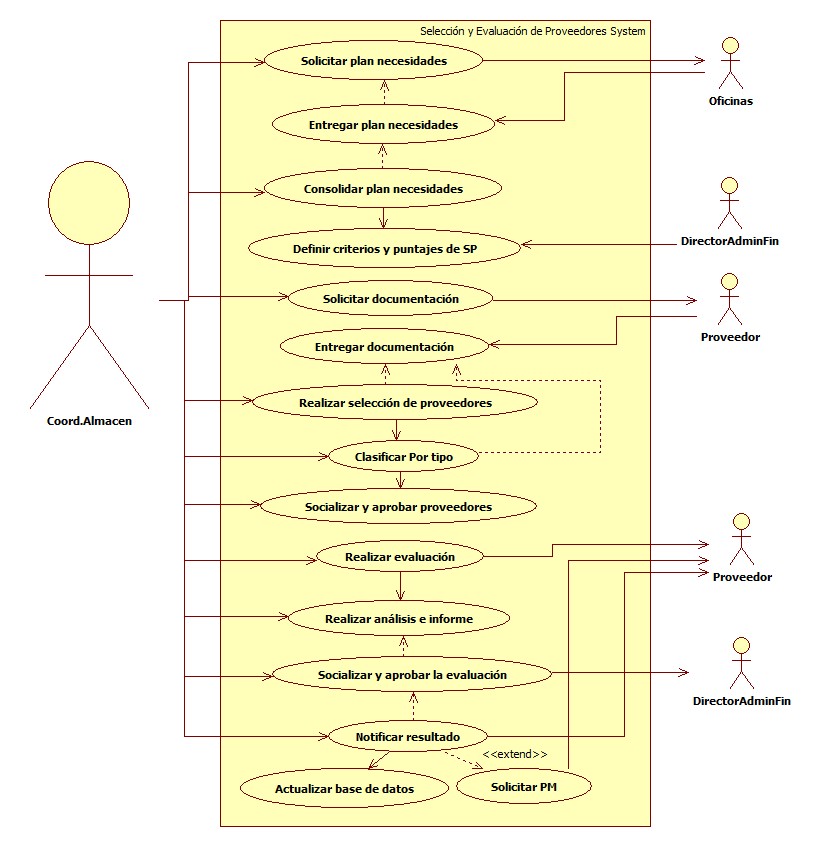 Selección y Evaluación de Proveedores System
Solicitar plan necesidades
Oficinas
Entregar plan necesidades
Consolidar plan necesidades
DirectorAdminFin
Definir criterios y puntajes de SP
Solicitar documentación
Proveedor
Entregar documentación
Realizar selección de proveedores
Coord.Almacen
Clasificar Por tipo
Socializar y aprobar proveedores
Realizar evaluación
Proveedor
Realizar análisis e informe
Socializar y aprobar la evaluación
DirectorAdminFin
Notificar resultado
<<extend>>
Actualizar base de datos
Solicitar PM